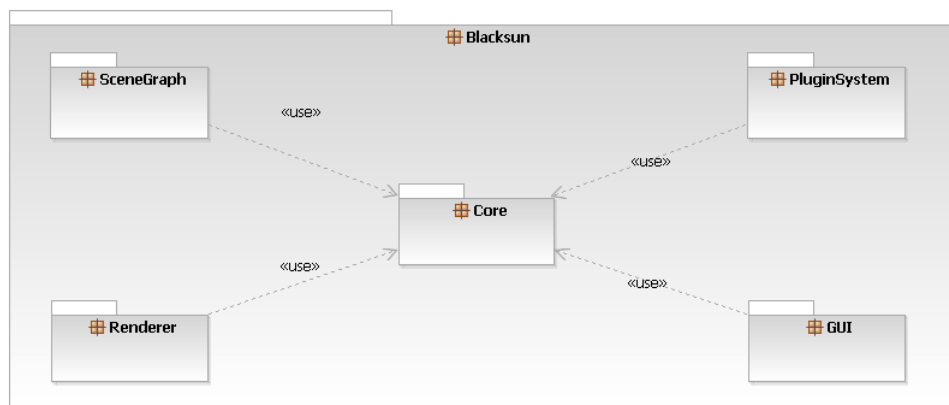 Blacksun
SceneGraph
PluginSystem
«use»
«use»
Core
«use»
«use»
Renderer
GUI